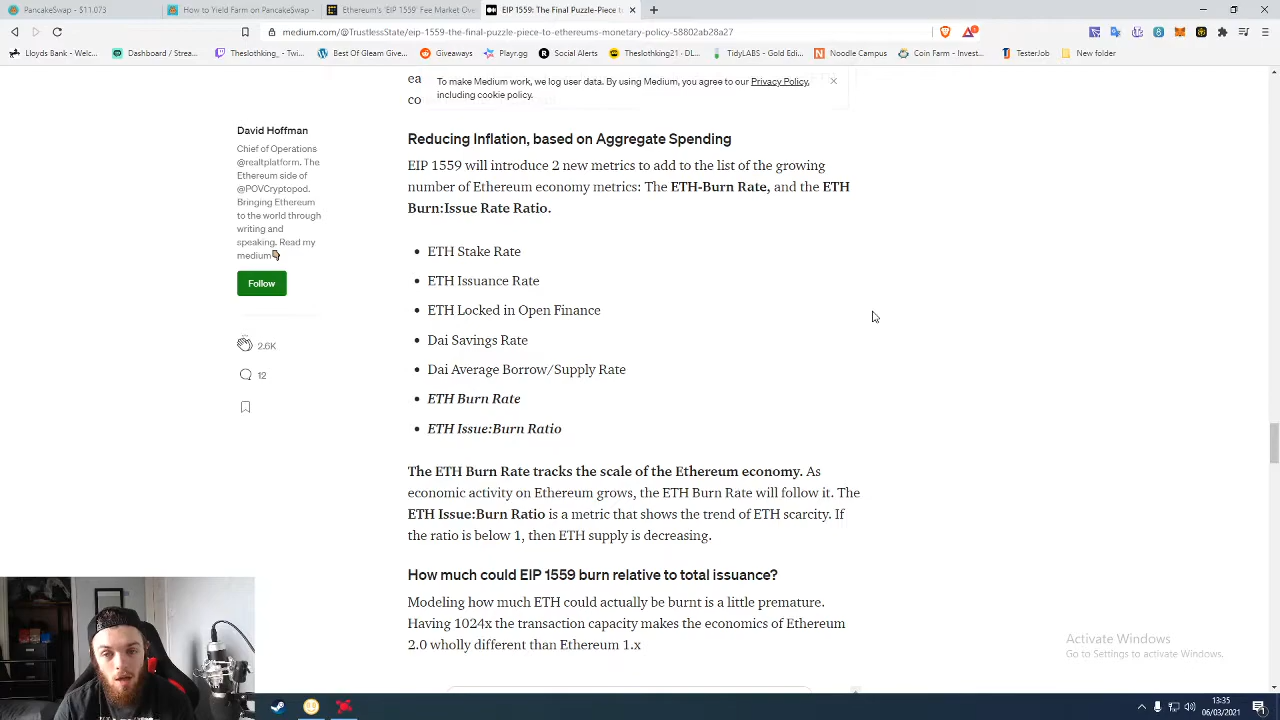 PancakeSwap - $11.073
How to Yield Farm on PancakeSwap -
Ethereum's 'EIP 1559' Fee Market Ove
EIP 1559: The Final Puzzle-Piece to
medium.com/@TrustlessState/eip-1559-the-final-puzzle-piece-to-ethereums-monetary-policy-58802ab28a27
Lloyds Bank - Wel...
Dashboard / Strea...
Theslothking - Twi...
Best Of Gleam Give...
Giveaways
Playr.gg
Social Alerts
Theslothking21 | D...
TidyLABS - Gold Edi...
Noodle Campus
Coin Farm - Invest...
TesterJob
New folder
ea
co
To make Medium work, we log user data. By using Medium, you agree to our Privacy Policy,
including cookie policy.
David Hoffman
Chief of Operations
@realtplatform. The
Ethereum side of
@POVCryptopod.
Bringing Ethereum
to the world through
writing and
speaking. Read my
medium
Follow
2.6K
12
Reducing Inflation, based on Aggregate Spending
EIP 1559 will introduce 2 new metrics to add to the list of the growing
number of Ethereum economy metrics: The ETH-Burn Rate, and the ETH
Burn:Issue Rate Ratio.
ETH Stake Rate
ETH Issuance Rate
ETH Locked in Open Finance
Dai Savings Rate
Dai Average Borrow/Supply Rate
ETH Burn Rate
ETH Issue:Burn Ratio
The ETH Burn Rate tracks the scale of the Ethereum economy. As
economic activity on Ethereum grows, the ETH Burn Rate will follow it. The
ETH Issue:Burn Ratio is a metric that shows the trend of ETH scarcity. If
the ratio is below 1, then ETH supply is decreasing.
How much could EIP 1559 burn relative to total issuance?
Modeling how much ETH could actually be burnt is a little premature.
Having 1024x the transaction capacity makes the economics of Ethereum
2.0 wholly different than Ethereum 1.x
Activate Windows
Go to Settings to activate Windows.
13:35
06/03/2021